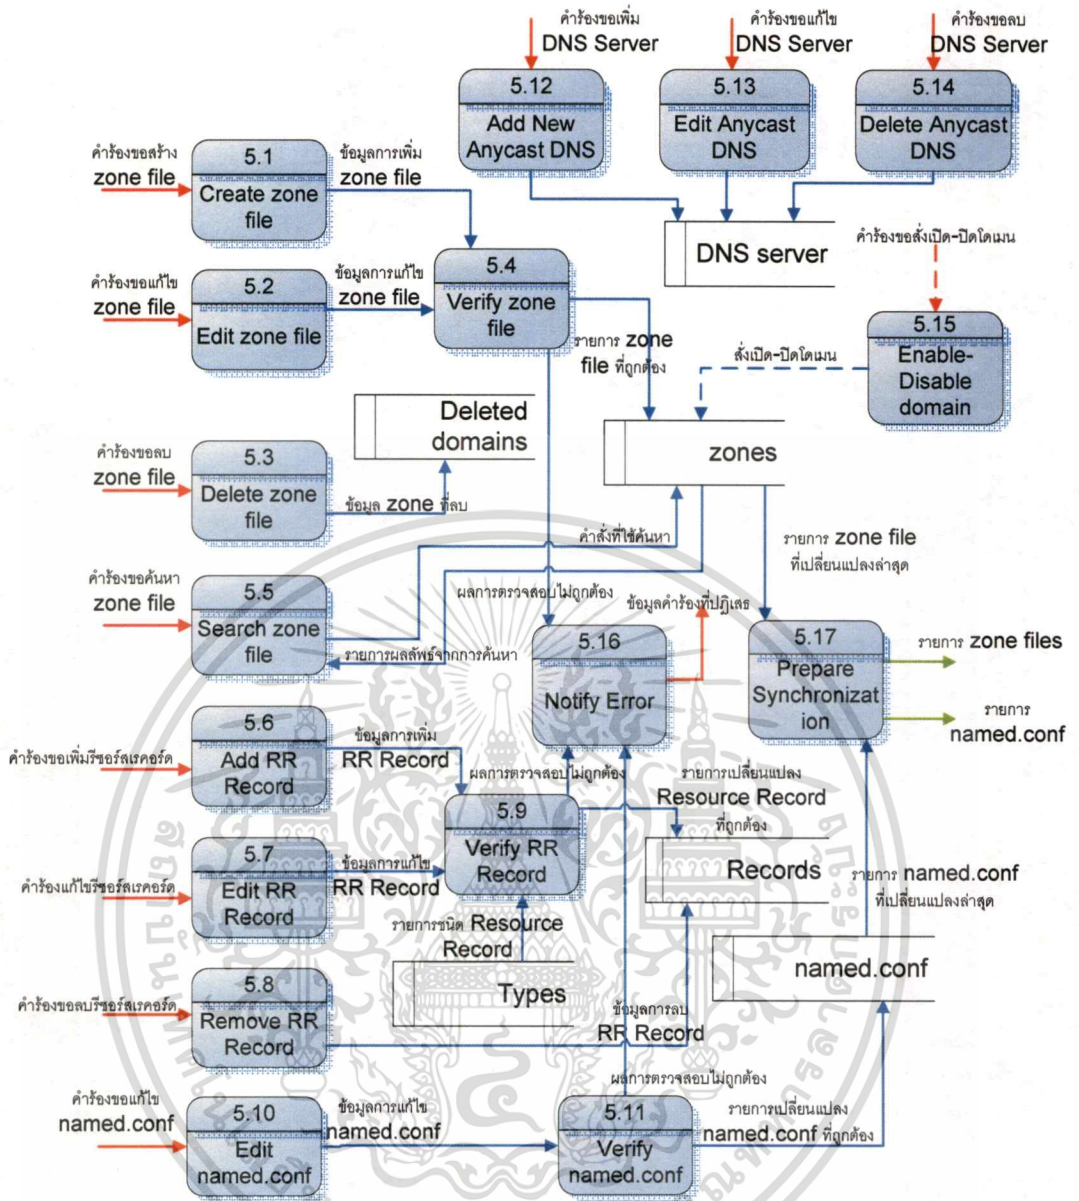 คำร้องขอเพิ่ม
DNS Server
คำร้องขอแก้ไข
DNS Server
คำร้องขอลบ
DNS Server
5.12
Add New
Anycast DNS
5.13
Edit Anycast
DNS
5.14
Delete Anycast
DNS
คำร้องขอสร้าง
zone file
5.1
Create zone
file
ข้อมูลการเพิ่ม
zone file
DNS server
คำร้องขอสั่งเปิด-ปิดโดเมน
คำร้องขอแก้ไข
zone file
5.2
Edit zone file
ข้อมูลการแก้ไข
zone file
5.4
Verify zone
file
รายการ zone
file ที่ถูกต้อง
สั่งเปิด-ปิดโดเมน
5.15
Enable-
Disable
domain
Deleted
domains
zones
คำร้องขอลบ
zone file
5.3
Delete zone
file
ข้อมูล zone ที่ลบ
คำสั่งที่ใช้ค้นหา
รายการ zone file
ที่เปลี่ยนแปลงล่าสุด
คำร้องขอค้นหา
zone file
5.5
Search zone
file
รายการผลลัพธ์จากการค้นหา
ผลการตรวจสอบไม่ถูกต้อง
ข้อมูลคำร้องที่ปฏิเสธ
5.16
Notify Error
5.17
Prepare
Synchronizat
ion
รายการ zone files
รายการ
named.conf
คำร้องขอเพิ่มรีซอร์สเรคอร์ด
5.6
Add RR
Record
ข้อมูลการเพิ่ม
RR Record
ผลการตรวจสอบไม่ถูกต้อง
รายการเปลี่ยนแปลง
Resource Record
ที่ถูกต้อง
5.9
Verify RR
Record
คำร้องแก้ไขรีซอร์สเรคอร์ด
5.7
Edit RR
Record
ข้อมูลการแก้ไข
RR Record
Records
รายการ named.conf
ที่เปลี่ยนแปลงล่าสุด
รายการชนิด Resource
Record
Types
named.conf
คำร้องขอลบรีซอร์สเรคอร์ด
5.8
Remove RR
Record
ข้อมูลการลบ
RR Record
ผลการตรวจสอบไม่ถูกต้อง
คำร้องขอแก้ไข
named.conf
5.10
Edit
named.conf
ข้อมูลการแก้ไข
named.conf
5.11
Verify
named.conf
รายการเปลี่ยนแปลง
named.conf ที่ถูกต้อง